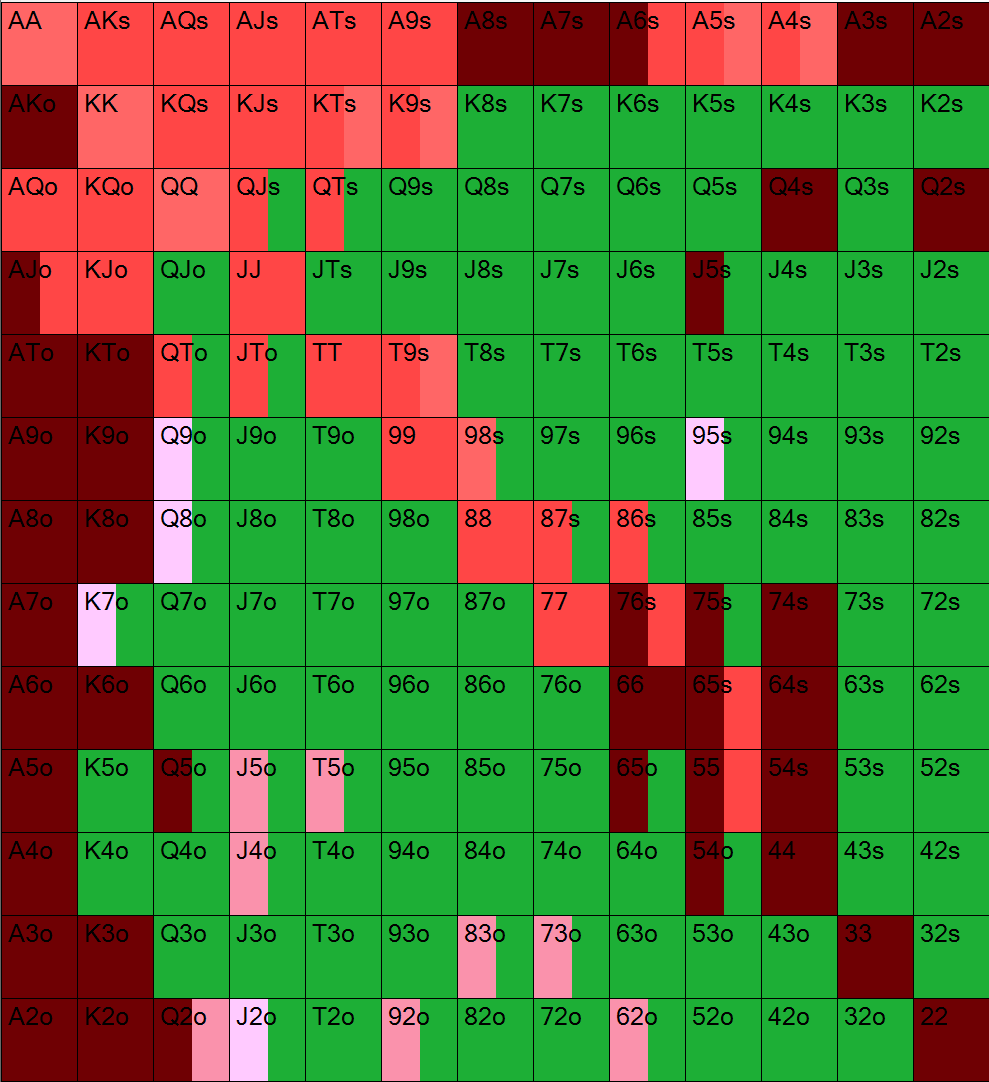 AA AKs AQs AJs ATs A9s A8s A7s A6s A5s A4s A3s A2s
AKo KK KQs KJs KTs K9s K8s K7s K6s K5s K4s K3s K2s
AQo KQo QQ QJs QTs Q9s Q8s Q7s Q6s Q5s Q4s Q3s Q2s
AJo KJo QJo JJ JTs J9s J8s J7s J6s J5s J4s J3s J2s
ATo KTo QTo JTo TT T9s T8s T7s T6s T5s T4s T3s T2s
A9o K9o Q9o J9o T9o 99 98s 97s 96s 95s 94s 93s 92s
A8o K8o Q8o J8o T8o 98o 88 87s 86s 85s 84s 83s 82s
A7o K7o Q7o J7o T7o 97o 87o 77 76s 75s 74s 73s 72s
A6o K6o Q6o J6o T6o 96o 86o 76o 66 65s 64s 63s 62s
A5o K5o Q5o J5o T5o 95o 85o 75o 65o 55 54s 53s 52s
A4o K4o Q4o J4o T4o 94o 84o 74o 64o 54o 44 43s 42s
A3o K3o Q3o J3o T3o 93o 83o 73o 63o 53o 43o 33 32s
A2o K2o Q2o J2o T2o 92o 82o 72o 62o 52o 42o 32o 22